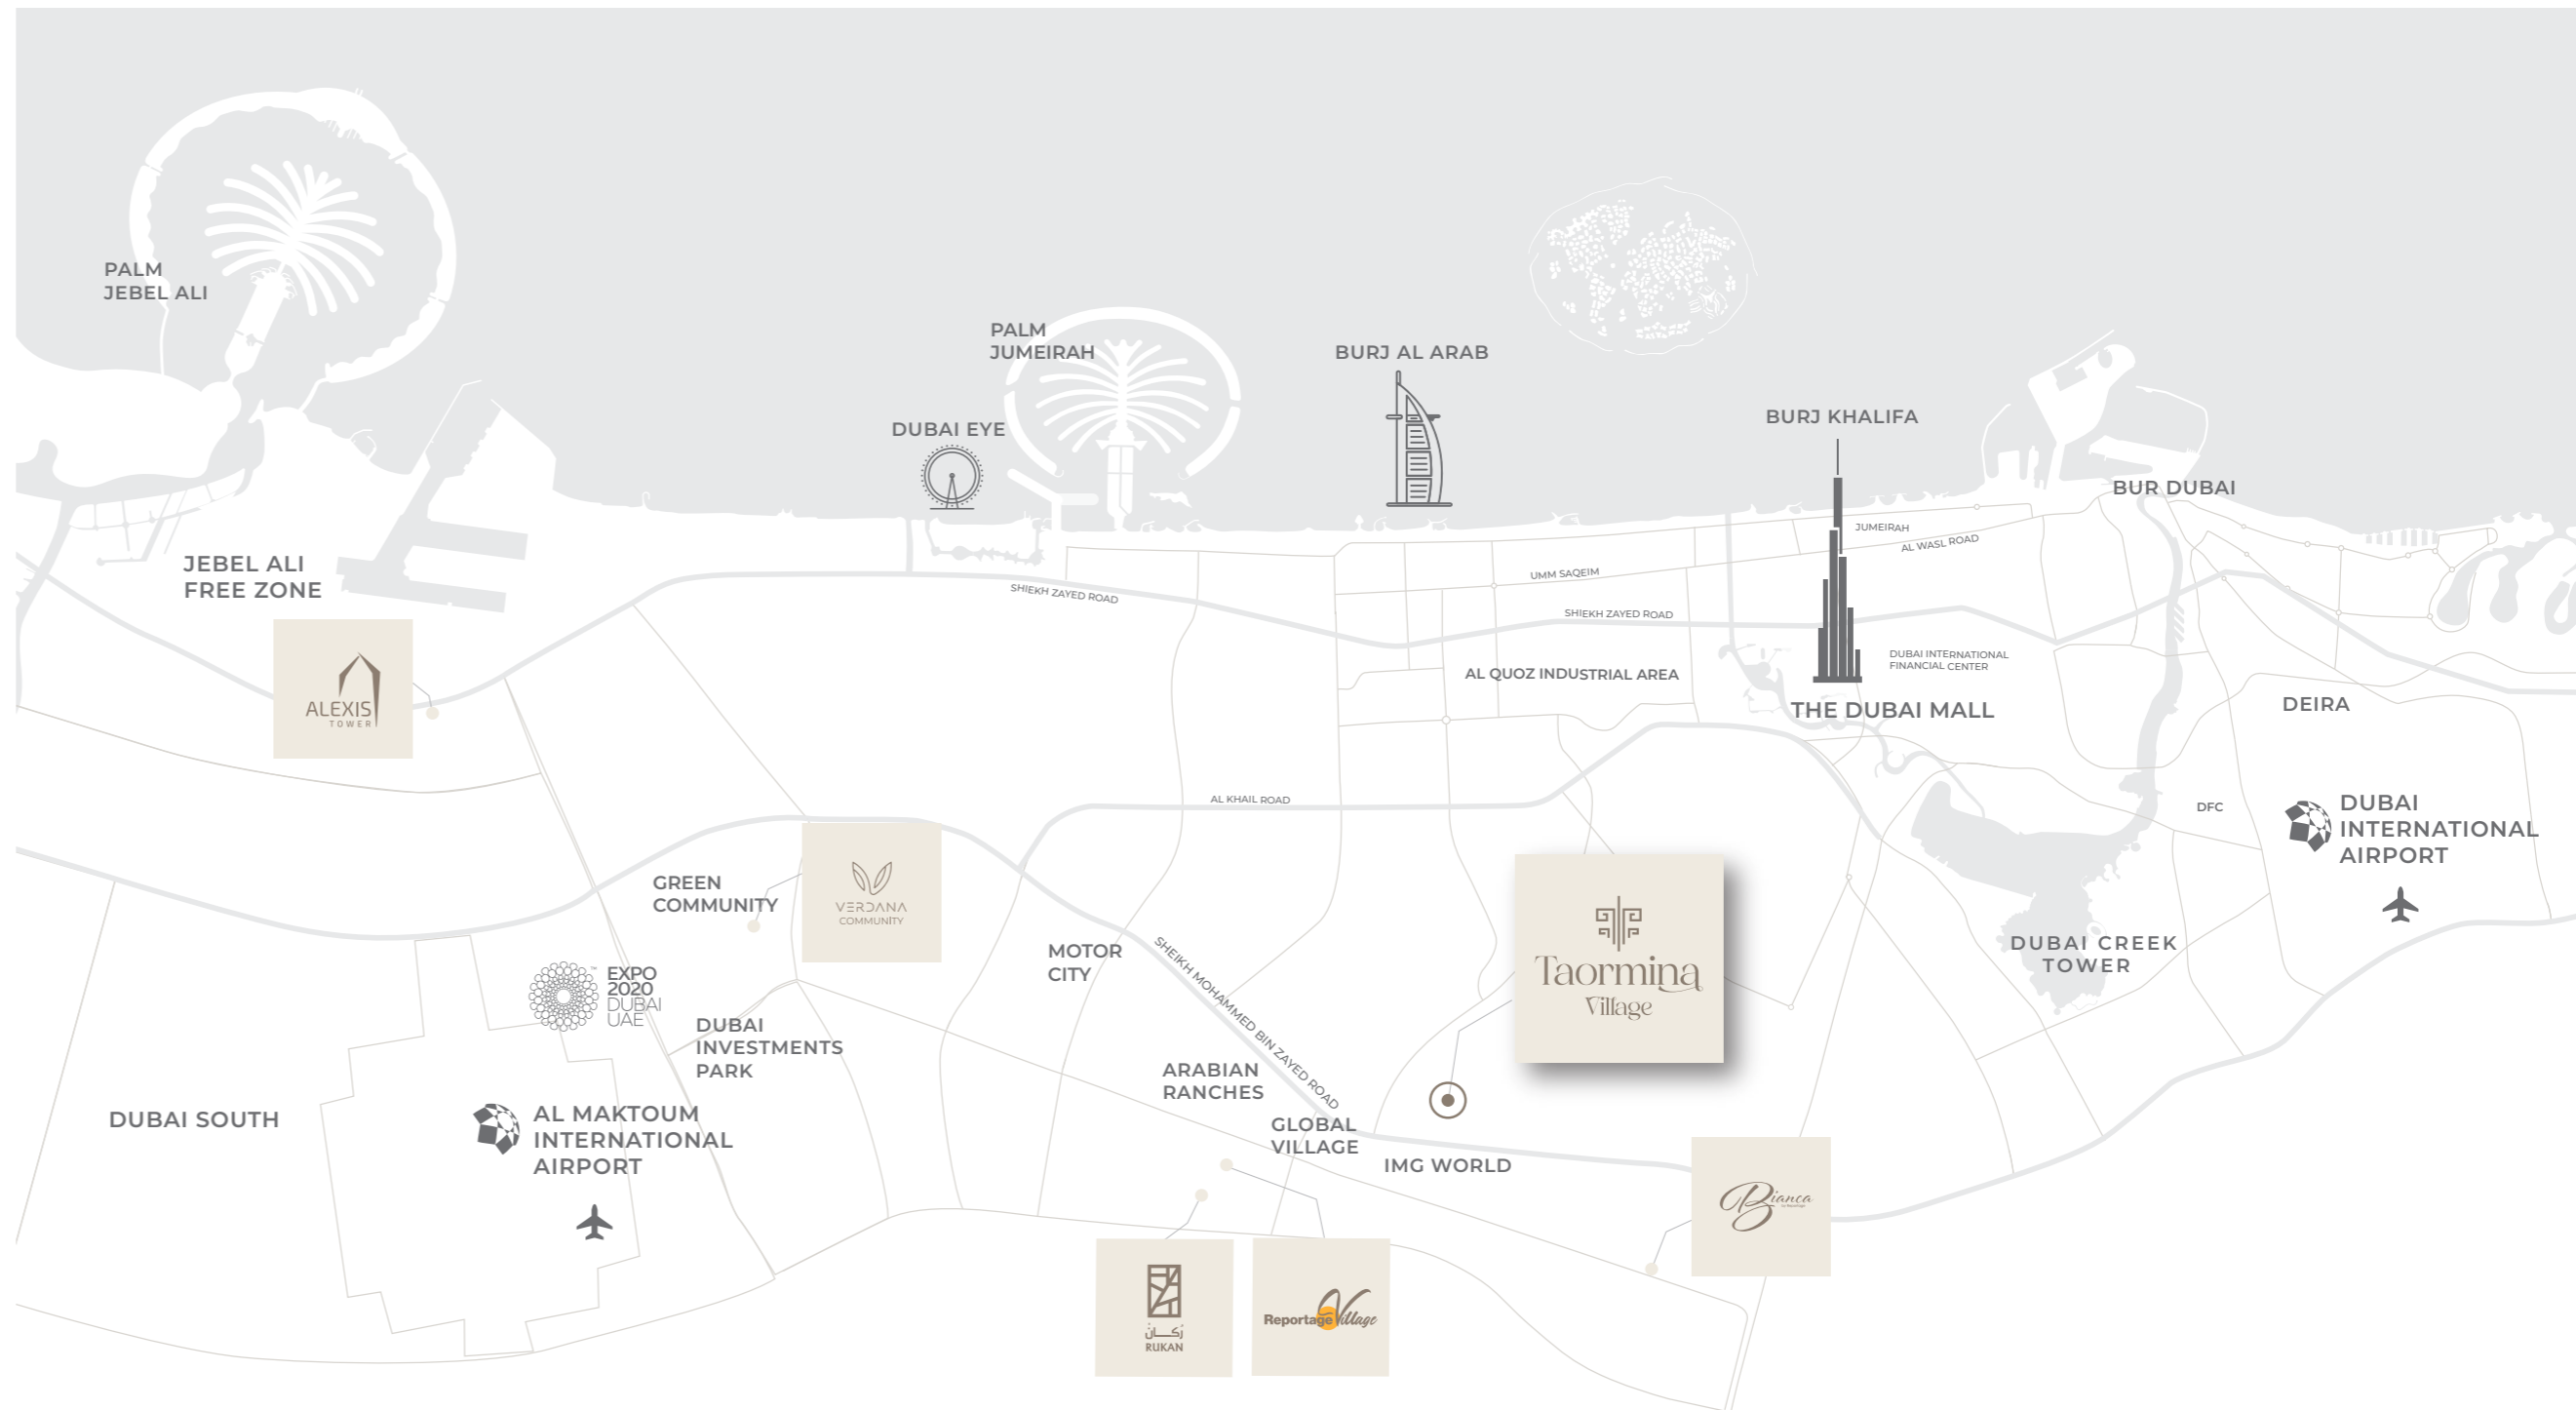 PALM
JEBEL ALI
PALM
JUMEIRAH
BURJ AL ARAB
DUBAI EYE
BURJ KHALIFA
BUR DUBAI
JUMEIRAH
AL WASL ROAD
JEBEL ALI
FREE ZONE
SHIEKH ZAYED ROAD
UMM SAQEIM
SHIEKH ZAYED ROAD
DUBAI INTERNATIONAL
FINANCIAL CENTER
AL QUOZ INDUSTRIAL AREA
ALEXIS
TOWER
THE DUBAI MALL
DEIRA
AL KHAIL ROAD
DFC
DUBAI
INTERNATIONAL
AIRPORT
GREEN
COMMUNITY
VERDANA
COMMUNITY
MOTOR
CITY
SHEIKH MOHAMMED BIN ZAYED ROAD
Taormina
Village
DUBAI CREEK
TOWER
EXPO
2020
DUBAI
UAE
DUBAI
INVESTMENTS
PARK
ARABIAN
RANCHES
DUBAI SOUTH
AL MAKTOUM
INTERNATIONAL
AIRPORT
GLOBAL
VILLAGE
IMG WORLD
Bianca
by Reportage
رُكــانْ
RUKAN
Reportage Village